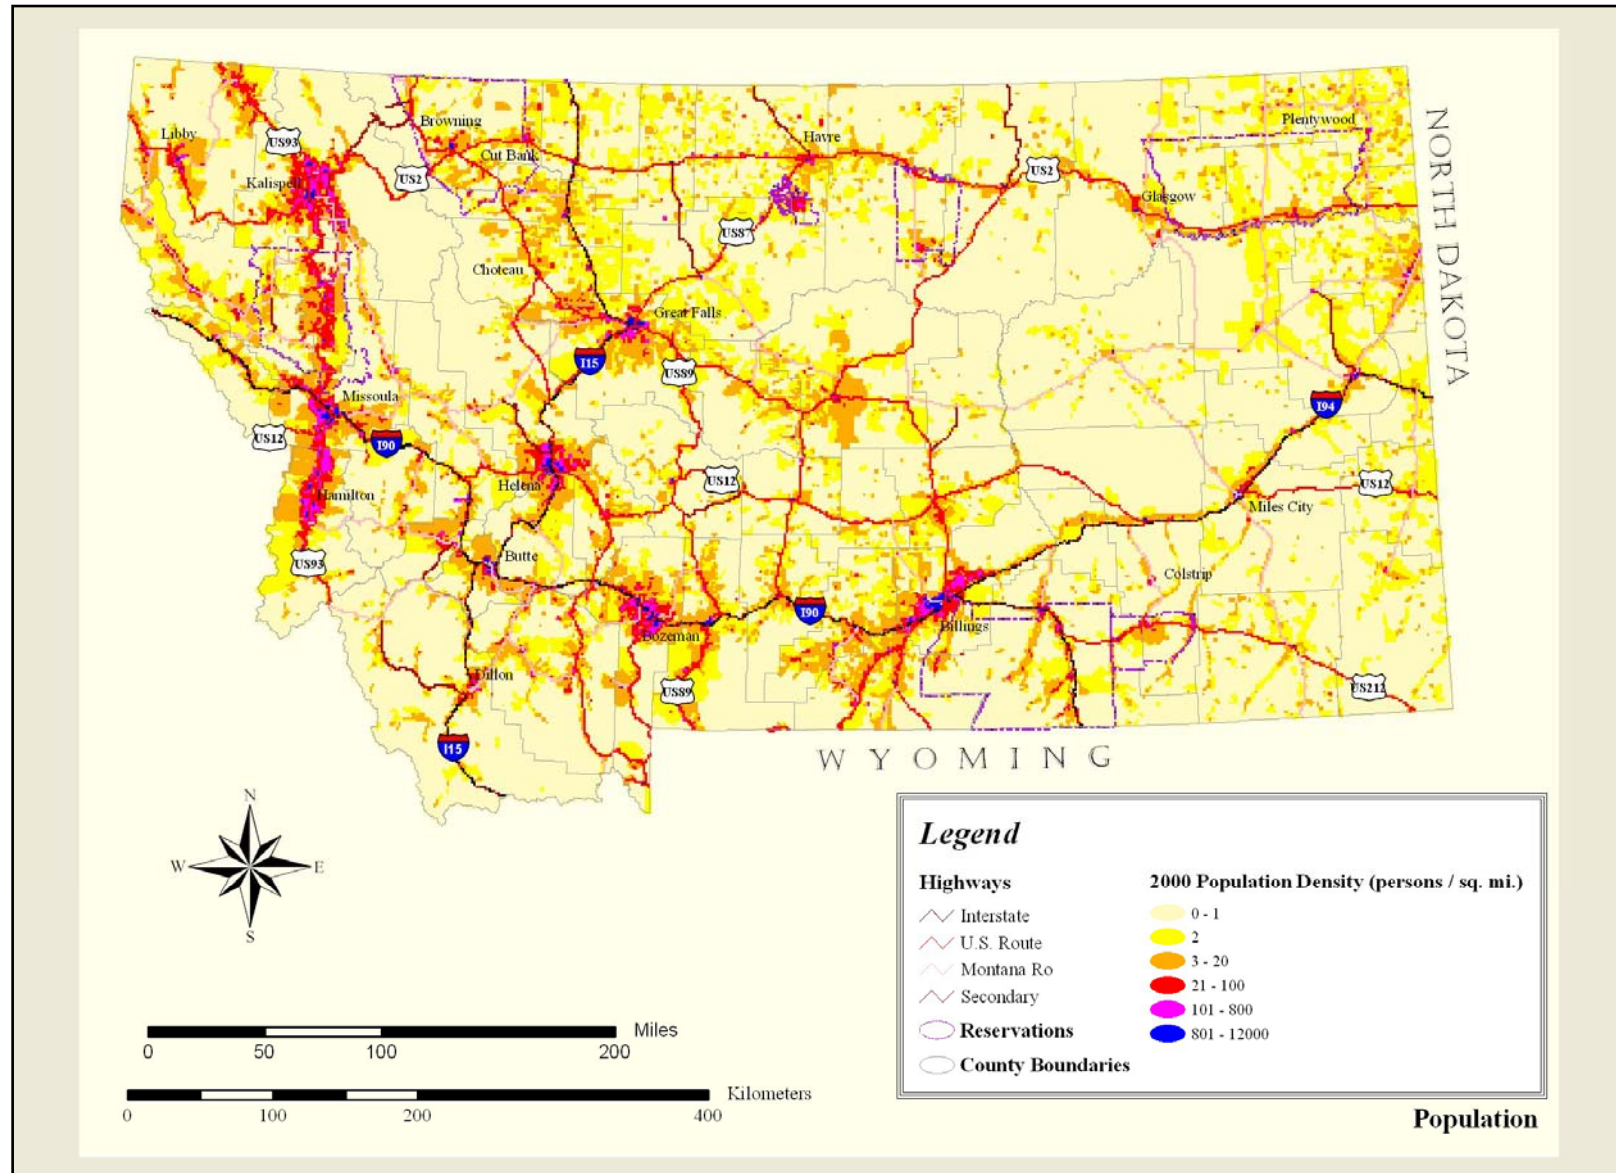 Libby
US93
Kalispell
Browning
Cut Bank
US2
Havre
US2
Plentywood
Glasgow
NORTH DAKOTA
US87
Choteau
Great Falls
I15
US89
Missoula
US12
I90
Hamilton
Helena
US12
I94
US12
Miles City
US93
Butte
Colstrip
Bozeman
I90
Billings
Dillon
US89
US212
I15
WYOMING
N
W E
S
Legend
Highways
Interstate
U.S. Route
Montana Ro
Secondary
Reservations
County Boundaries
2000 Population Density (persons / sq. mi.)
0 - 1
2
3 - 20
21 - 100
101 - 800
801 - 12000
Miles
0 50 100 200
Kilometers
0 100 200 400
Population